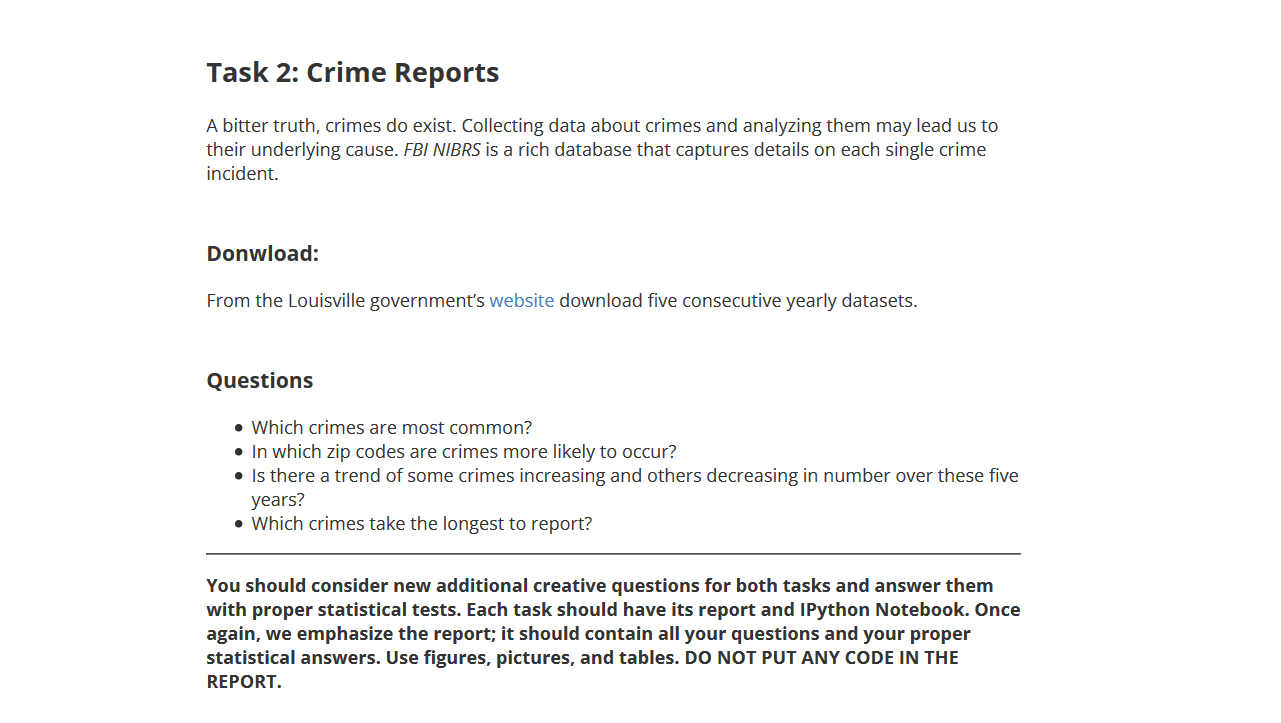 Task 2: Crime Reports
A bitter truth, crimes do exist. Collecting data about crimes and analyzing them may lead us to
their underlying cause. FBI NIBRS is a rich database that captures details on each single crime
incident.
Donwload:
From the Louisville government’s website download five consecutive yearly datasets.
Questions
• Which crimes are most common?
• In which zip codes are crimes more likely to occur?
• Is there a trend of some crimes increasing and others decreasing in number over these five
years?
• Which crimes take the longest to report?
You should consider new additional creative questions for both tasks and answer them
with proper statistical tests. Each task should have its report and IPython Notebook. Once
again, we emphasize the report; it should contain all your questions and your proper
statistical answers. Use figures, pictures, and tables. DO NOT PUT ANY CODE IN THE
REPORT.